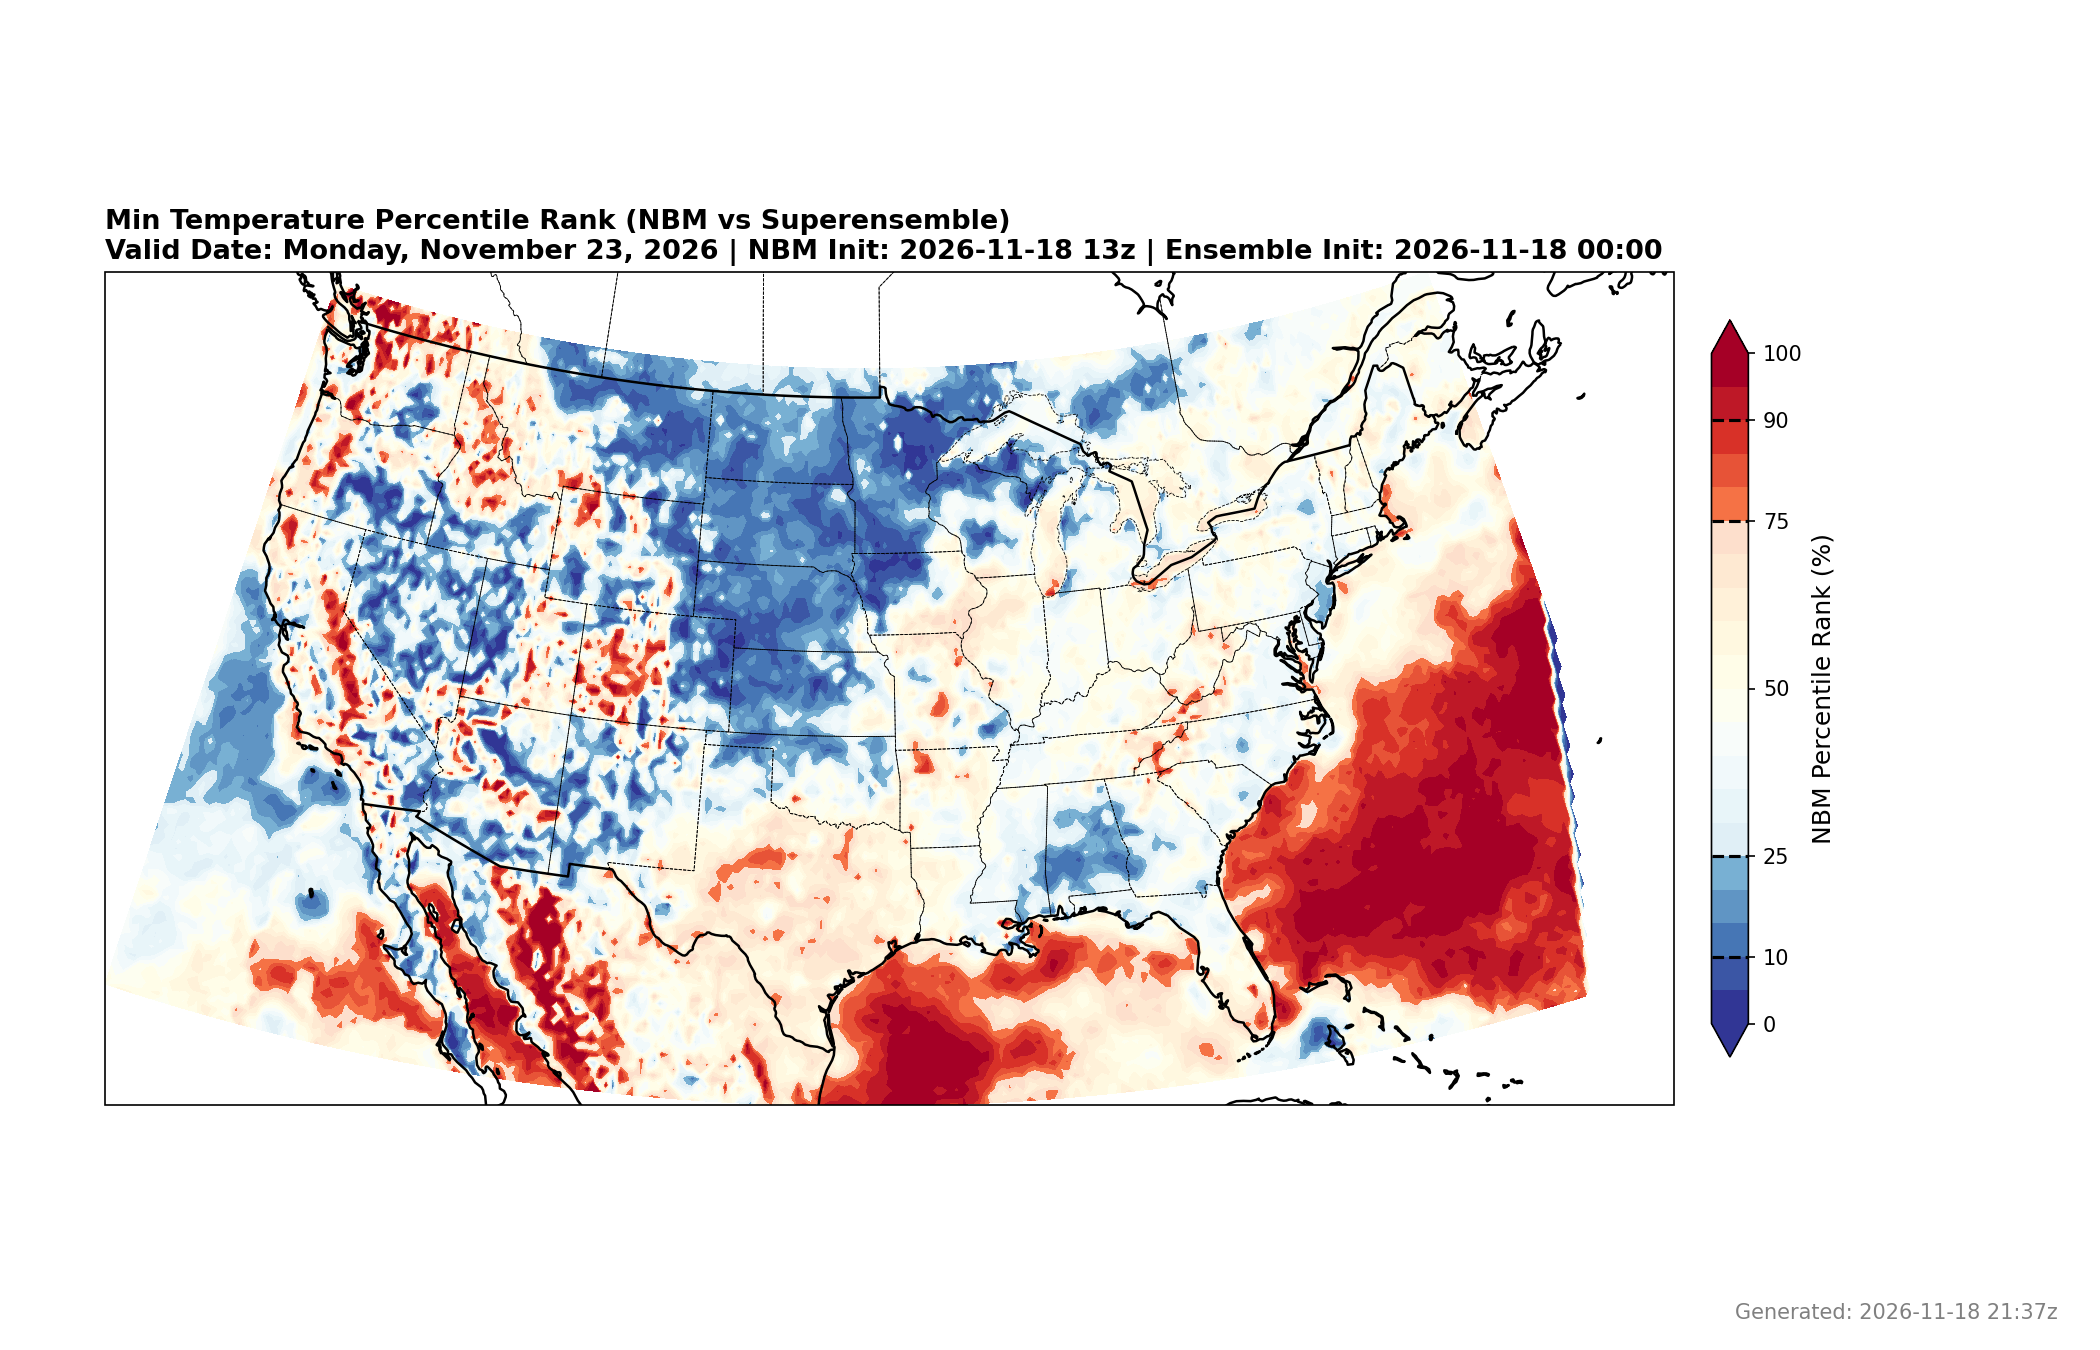 Min Temperature Percentile Rank (NBM vs Superensemble)
Valid Date: Monday, November 23, 2026 | NBM Init: 2026-11-18 13z | Ensemble Init: 2026-11-18 00:00
100
90
75
50
25
10
0
NBM Percentile Rank (%)
Generated: 2026-11-18 21:37z